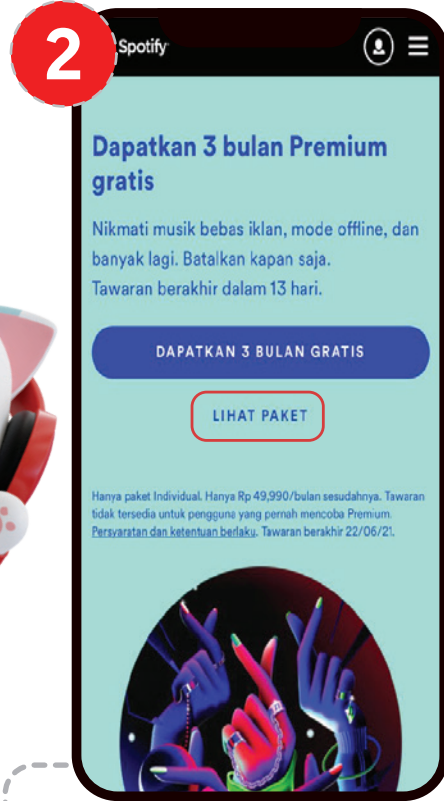 2
Spotify
Dapatkan 3 bulan Premium
gratis
Nikmati musik bebas iklan, mode offline, dan
banyak lagi. Batalkan kapan saja.
Tawaran berakhir dalam 13 hari.
DAPATKAN 3 BULAN GRATIS
LIHAT PAKET
Hanya paket Individual. Hanya Rp 49,990/bulan sesudahnya. Tawaran
tidak tersedia untuk pengguna yang pernah mencoba Premium.
Persyaratan dan ketentuan berlaku. Tawaran berakhir 22/06/21.